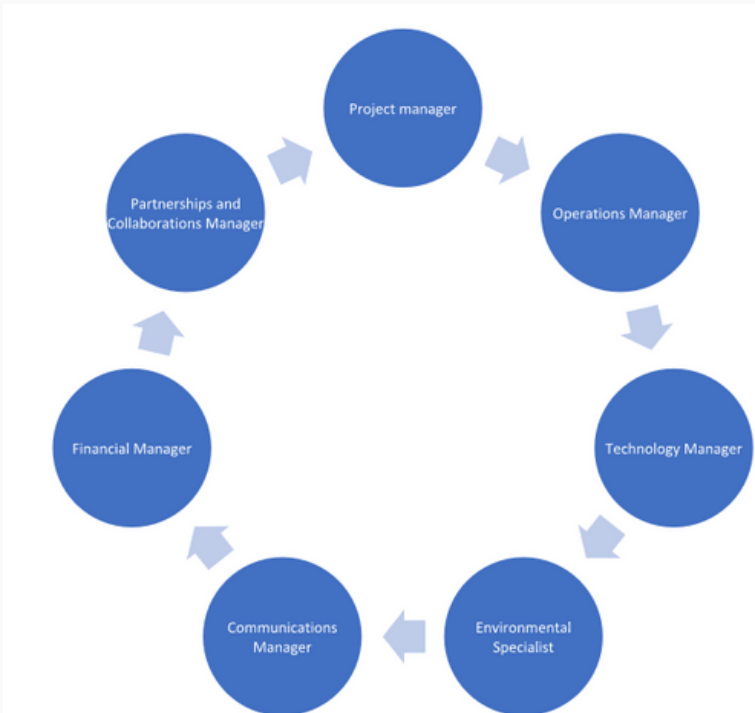 Project manager
Operations Manager
Technology Manager
Environmental
Specialist
Communications
Manager
Financial Manager
Partnerships and
Collaborations Manager